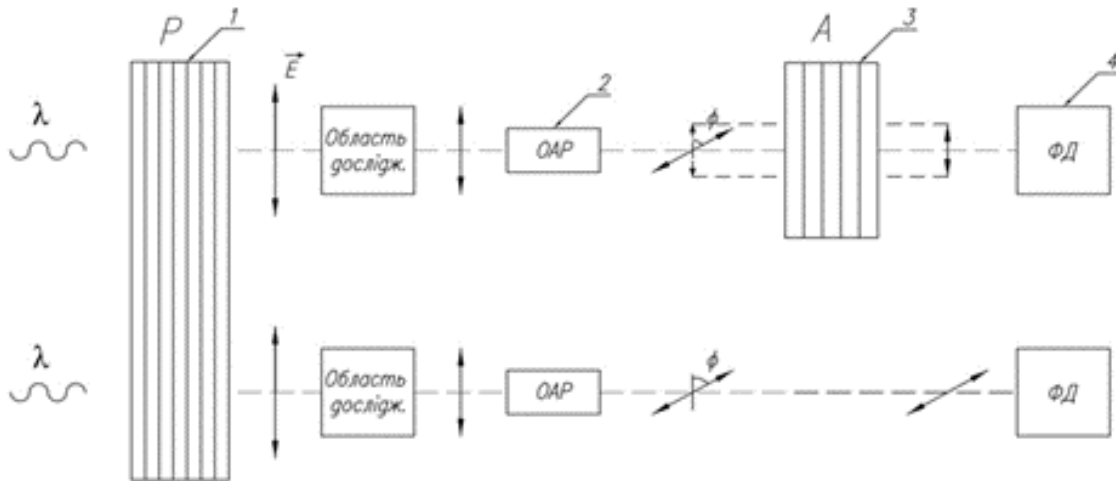 P 1 A 3
λ E 2 4
Область
дослідж.
ОАР
ϕ
ФД
λ ϕ
Область
дослідж.
ОАР
ФД